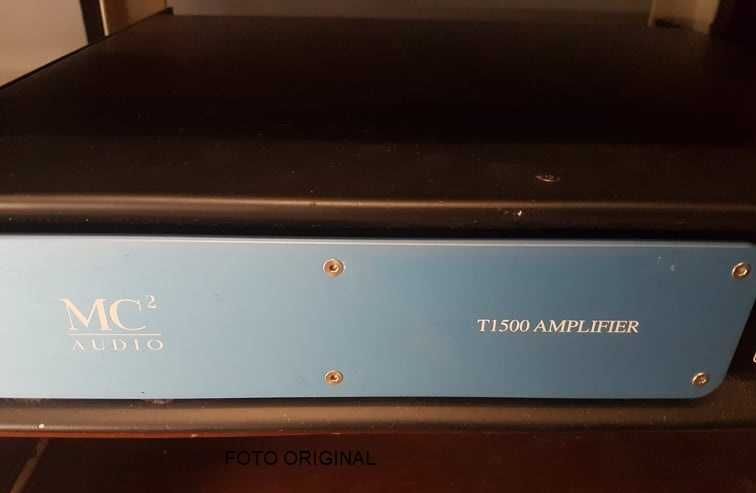 MC²
AUDIO
T1500 AMPLIFIER
FOTO ORIGINAL